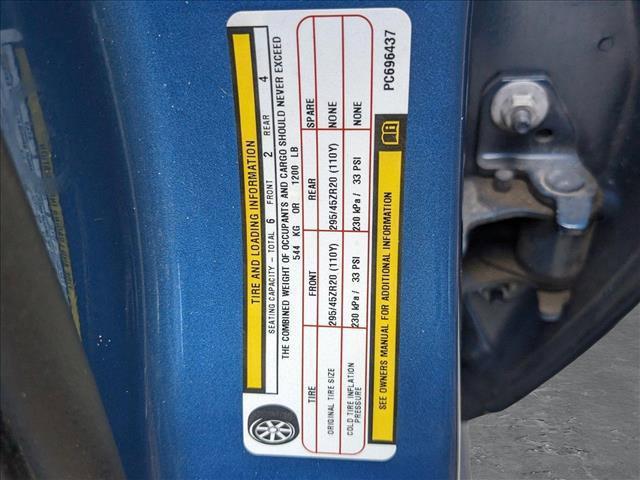 TIRE AND LOADING INFORMATION
SEATING CAPACITY - TOTAL 6 FRONT 2 REAR 4
THE COMBINED WEIGHT OF OCCUPANTS AND CARGO SHOULD NEVER EXCEED
544 KG OR 1200 LB
TIRE FRONT REAR SPARE
ORIGINAL TIRE SIZE 295/45ZR20 (110Y) 295/45ZR20 (110Y) NONE
COLD TIRE INFLATION PRESSURE 230 kPa / 33 PSI 230 kPa / 33 PSI NONE
SEE OWNERS MANUAL FOR ADDITIONAL INFORMATION
PC696437